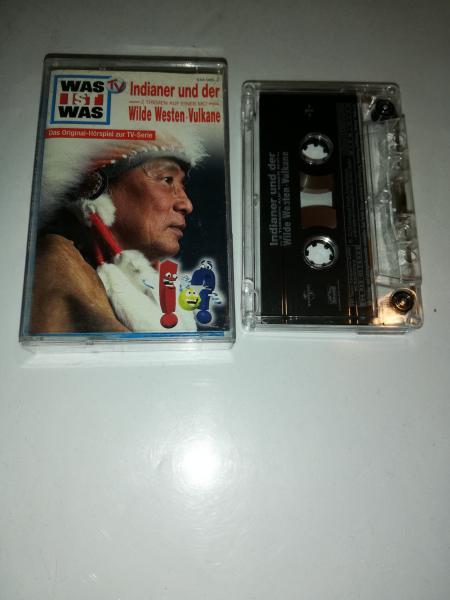 WAS
IST
WAS
TV
Indianer und der
2 THEMEN AUF EINER MC!
Wilde Westen·Vulkane
Das Original-Hörspiel zur TV-Serie
Indianer und der
Wilde Westen·Vulkane